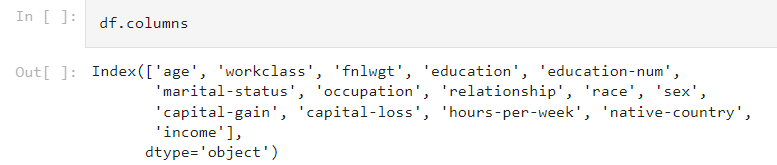 In [ ]: df.columns
Out[ ]: Index(['age', 'workclass', 'fnlwgt', 'education', 'education-num',
'marital-status', 'occupation', 'relationship', 'race', 'sex',
'capital-gain', 'capital-loss', 'hours-per-week', 'native-country',
'income'],
dtype='object')